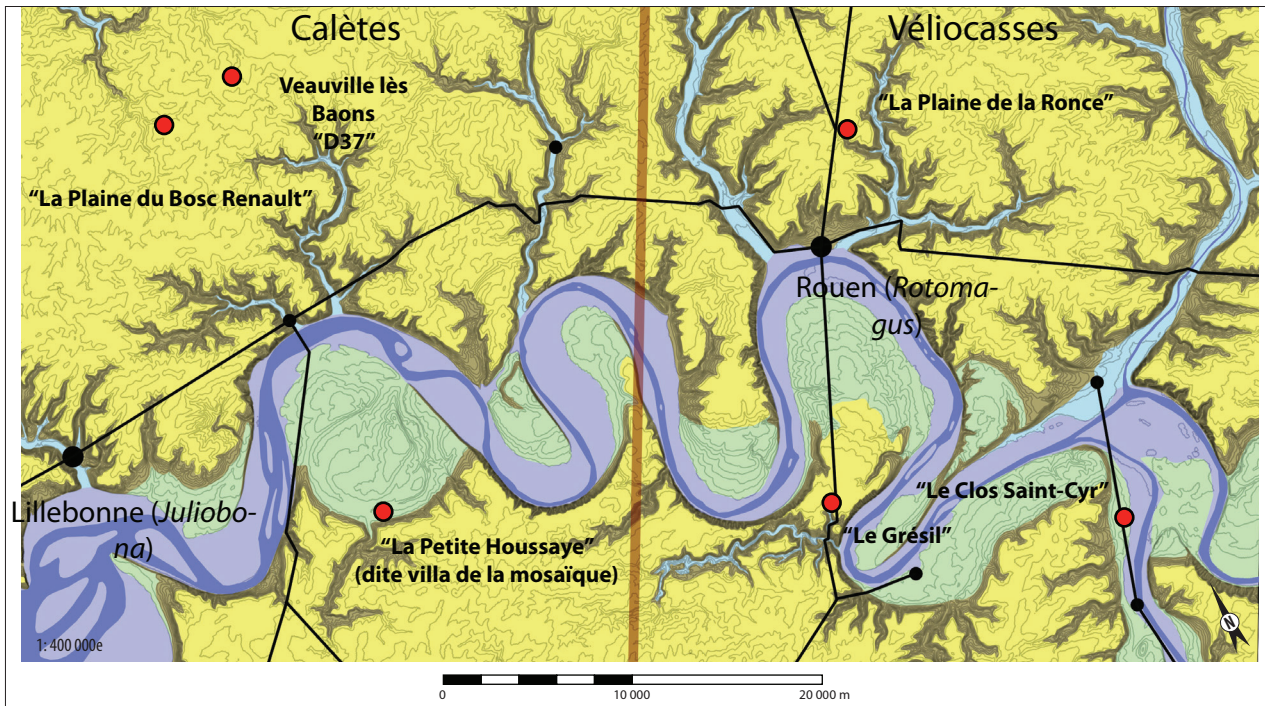 Calètes
Véliocasses
Veauville lès
Baons
"D37"
"La Plaine de la Ronce"
"La Plaine du Bosc Renault"
Rouen (Rotoma-
gus)
Lillebonne (Juliobo-
na)
"Le Clos Saint-Cyr"
"Le Grésil"
"La Petite Houssaye"
(dite villa de la mosaïque)
N
1: 400 000e
0 10 000 20 000 m